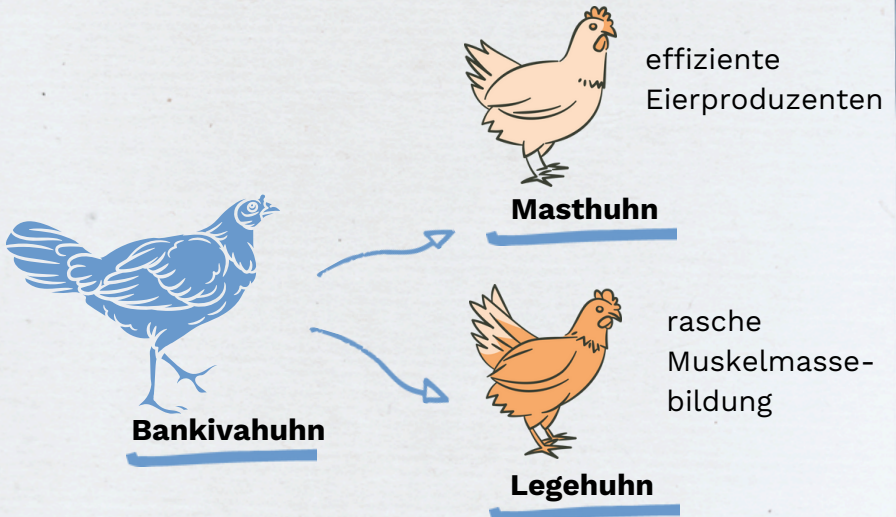 effiziente
Eierproduzenten
Masthuhn
Bankivahuhn
rasche
Muskelmasse-
bildung
Legehuhn